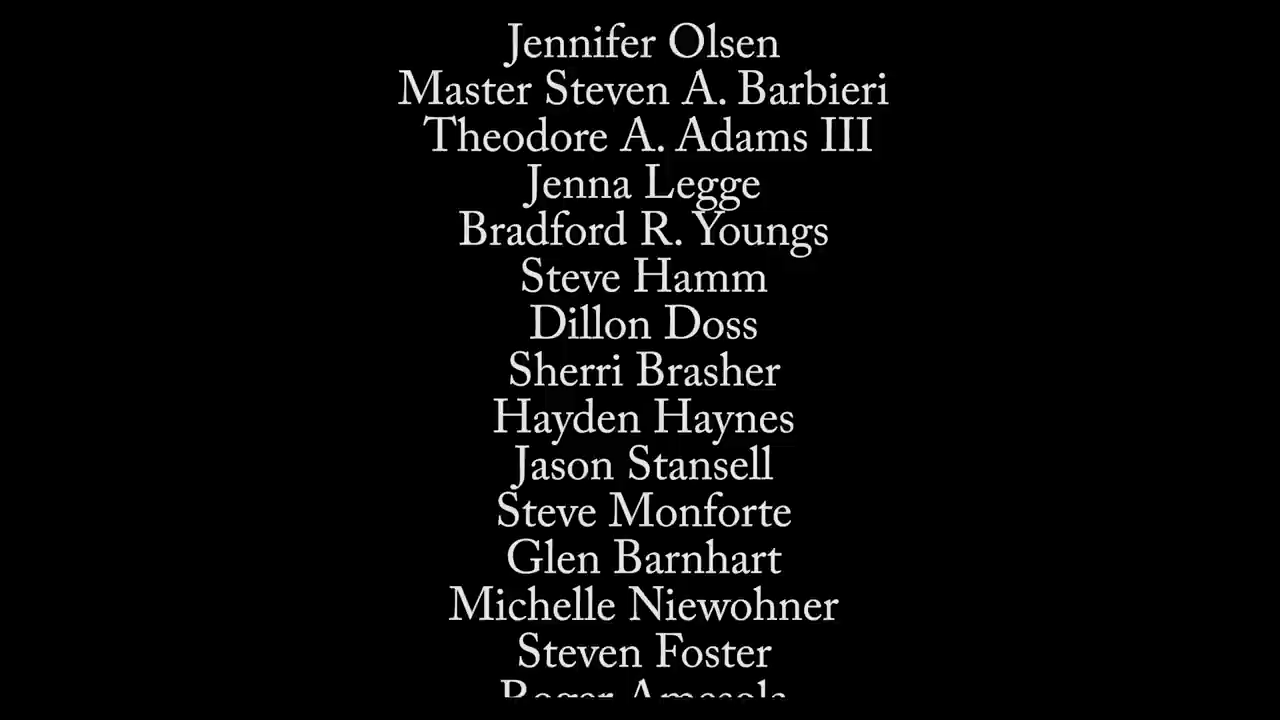 Jennifer Olsen
Master Steven A. Barbieri
Theodore A. Adams III
Jenna Legge
Bradford R. Youngs
Steve Hamm
Dillon Doss
Sherri Brasher
Hayden Haynes
Jason Stansell
Steve Monforte
Glen Barnhart
Michelle Niewohner
Steven Foster
Roger